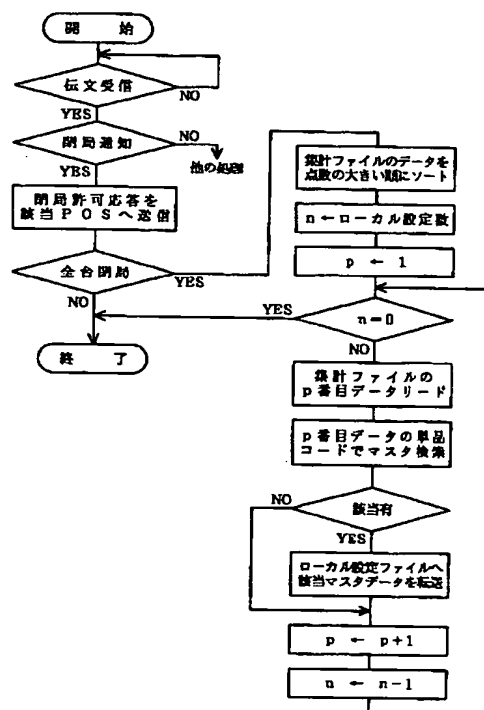 開 始
伝文受信
NO
YES
閉局通知
NO
YES
他の処理
閉局許可応答を
該当POSへ送信
全台閉局
YES
NO
終 了
集計ファイルのデータを
点数の大きい順にソート
n←ローカル設定数
p ← 1
YES
n=0
NO
集計ファイルの
p番目データリード
p番目データの単品
コードでマスタ検索
NO
該当有
YES
ローカル設定ファイルへ
該当マスタデータを転送
p ← p+1
n ← n-1